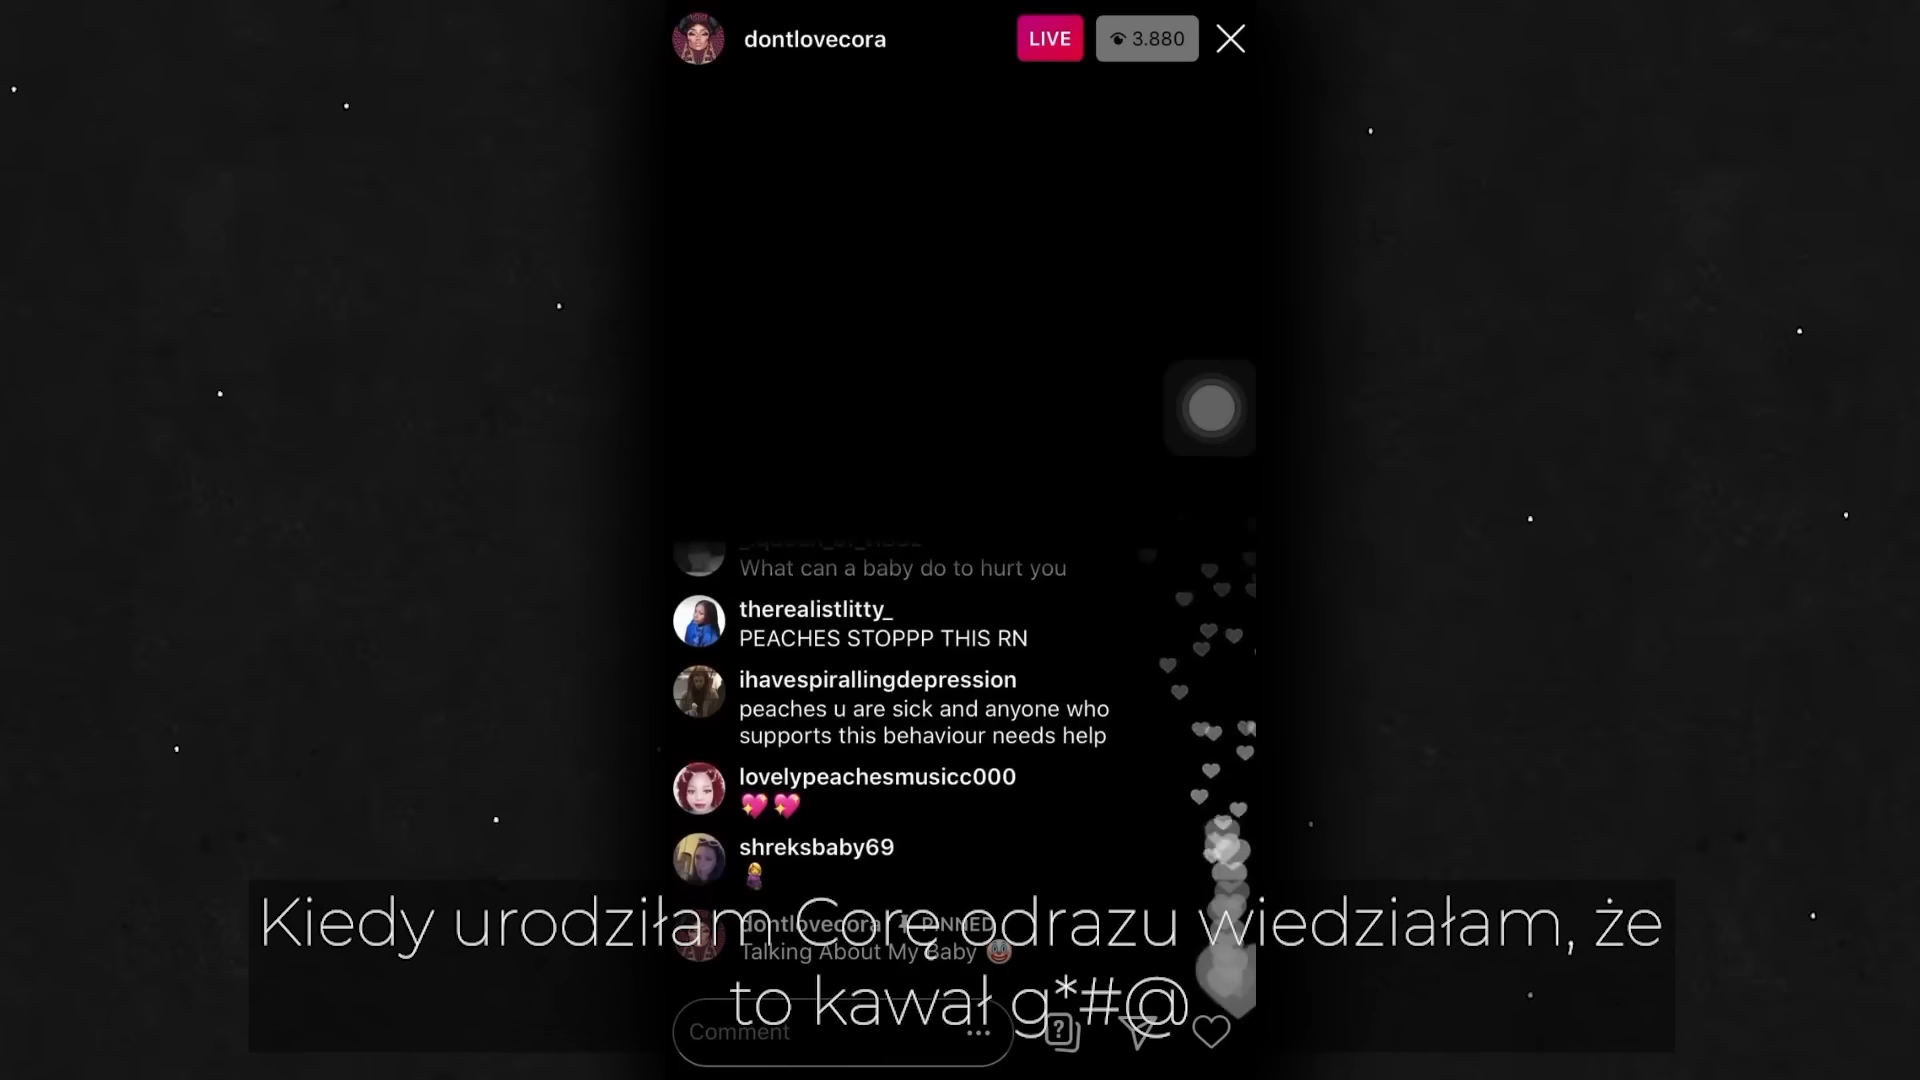 dontlovecora
LIVE
3.880
What can a baby do to hurt you
therealistlitty_
PEACHES STOPPP THIS RN
ihavespirallingdepression
peaches u are sick and anyone who
supports this behaviour needs help
lovelypeachesmusicc000
💖💖
shreksbaby69
dontlovecora PINNED
Talking About My Baby 🤡
Kiedy urodziłam Corę odrazu wiedziałam, że
to kawał g*#@
Comment